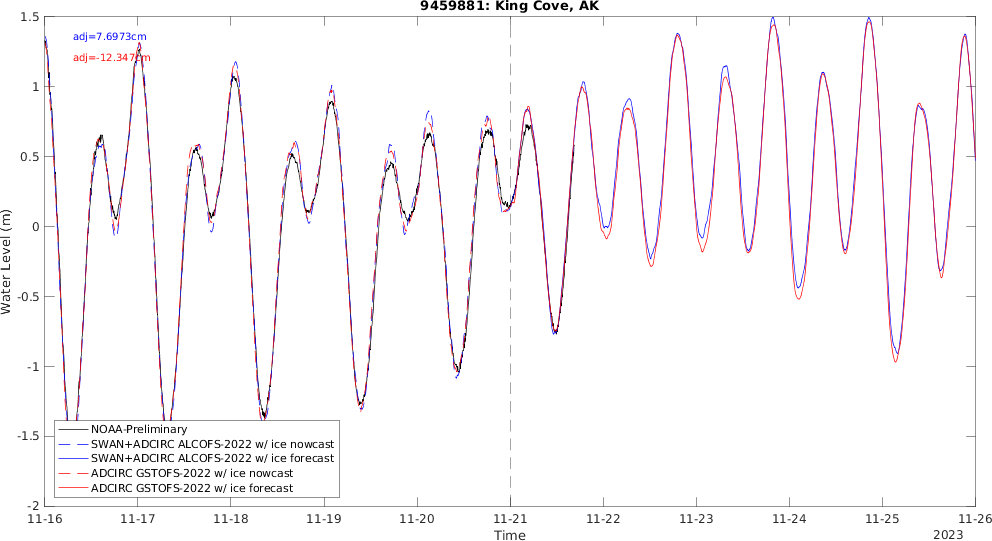 9459881: King Cove, AK
adj=7.6973cm
adj=-12.347cm
1.5
1
0.5
0
-0.5
-1
-1.5
-2
Water Level (m)
NOAA-Preliminary
SWAN+ADCIRC ALCOFS-2022 w/ ice nowcast
SWAN+ADCIRC ALCOFS-2022 w/ ice forecast
ADCIRC GSTOFS-2022 w/ ice nowcast
ADCIRC GSTOFS-2022 w/ ice forecast
11-16 11-17 11-18 11-19 11-20 11-21 11-22 11-23 11-24 11-25 11-26
Time
2023